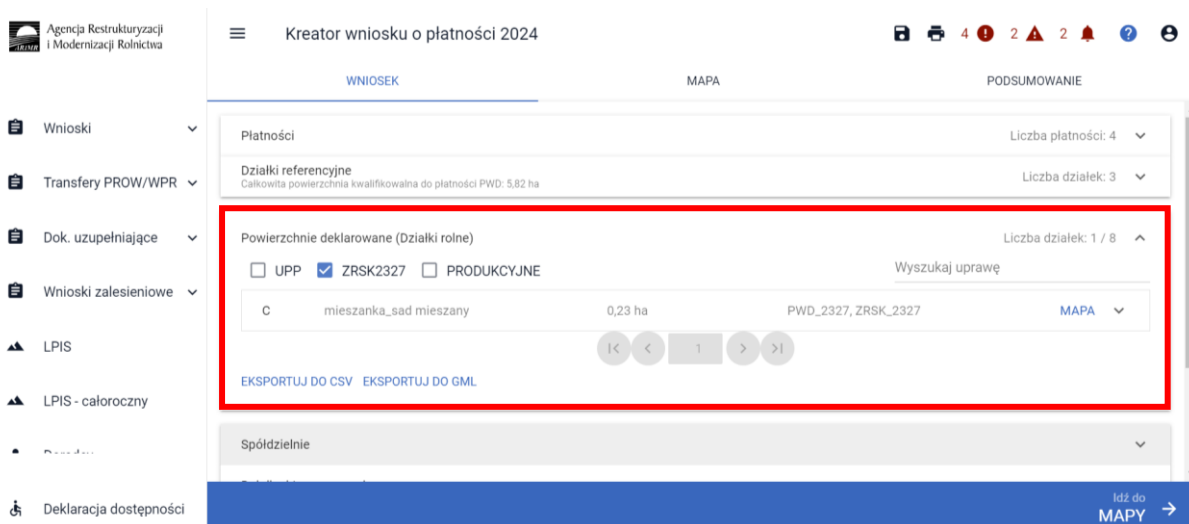 Agencja Restrukturyzacji
i Modernizacji Rolnictwa
ARiMR
Kreator wniosku o płatności 2024
4 2 2
WNIOSEK MAPA PODSUMOWANIE
Wnioski
Transfery PROW/WPR
Dok. uzupełniające
Wnioski zalesieniowe
LPIS
LPIS - całoroczny
Deklaracja dostępności
Płatności Liczba płatności: 4
Działki referencyjne
Całkowita powierzchnia kwalifikowalna do płatności PWD: 5,82 ha
Liczba działek: 3
Powierzchnie deklarowane (Działki rolne) Liczba działek: 1 / 8
UPP ZRSK2327 PRODUKCYJNE Wyszukaj uprawę
C mieszanka_sad mieszany 0,23 ha PWD_2327, ZRSK_2327 MAPA
1
EKSPORTUJ DO CSV EKSPORTUJ DO GML
Spółdzielnie
Idź do
MAPY